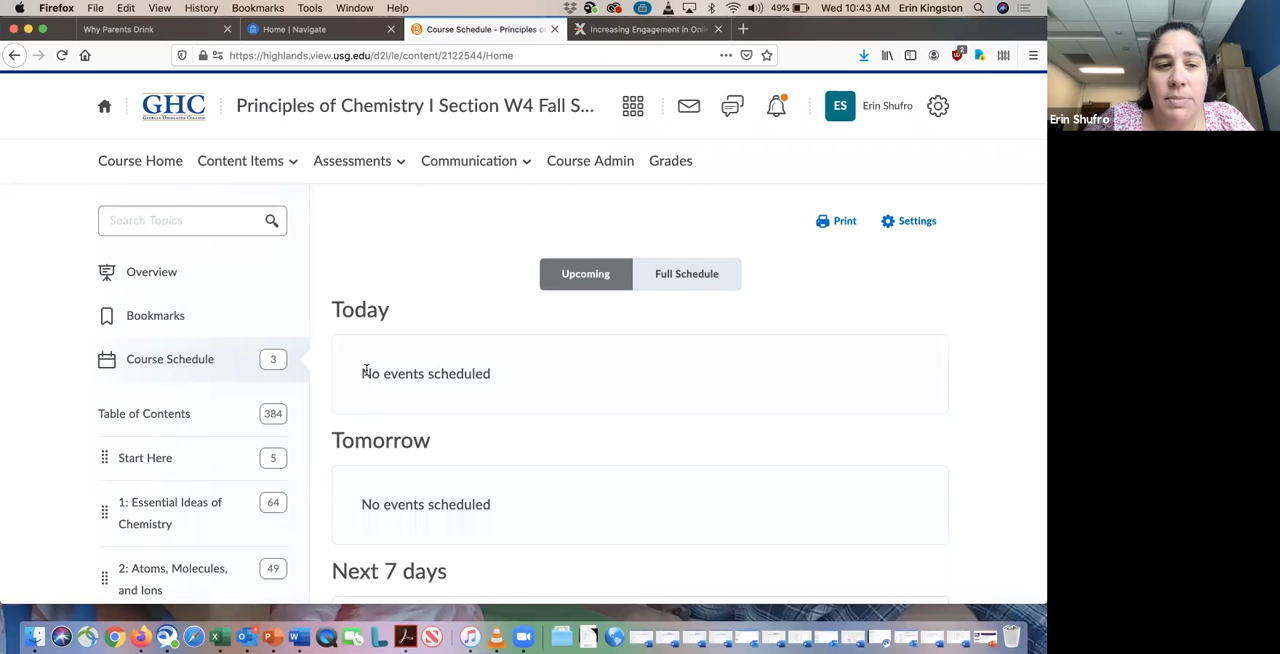 Firefox File Edit View History Bookmarks Tools Window Help 49% Wed 10:43 AM Erin Kingston
Why Parents Drink
Home | Navigate
Course Schedule - Principles o
Increasing Engagement in Onli
https://highlands.view.usg.edu/d2l/le/content/2122544/Home
2
GHC
GEORGIA HIGHLANDS COLLEGE
Principles of Chemistry I Section W4 Fall S...
ES
Erin Shufro
Course Home
Content Items
Assessments
Communication
Course Admin
Grades
Search Topics
Overview
Bookmarks
Course Schedule 3
Table of Contents 384
Start Here 5
1: Essential Ideas of 64
Chemistry
2: Atoms, Molecules, 49
and Ions
Print
Settings
Upcoming
Full Schedule
Today
No events scheduled
Tomorrow
No events scheduled
Next 7 days
Erin Shufro